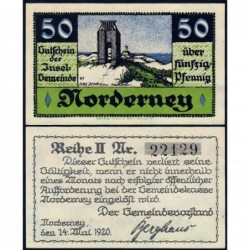 50 50
Gutschein
der
Insel-
Gemeinde
über
fünfzig
Pfennig
Norderney
Reihe II Nr. 22129
Dieser Gutschein verliert seine
Gültigkeit, wenn er nicht innerhalb
eines Monats nach erfolgter öffentlicher
Aufforderung bei der Gemeindekasse
Norderney eingelöst wird.
Norderney,
den 14. Mai 1920.
Der Gemeindevorstand
Berghaus